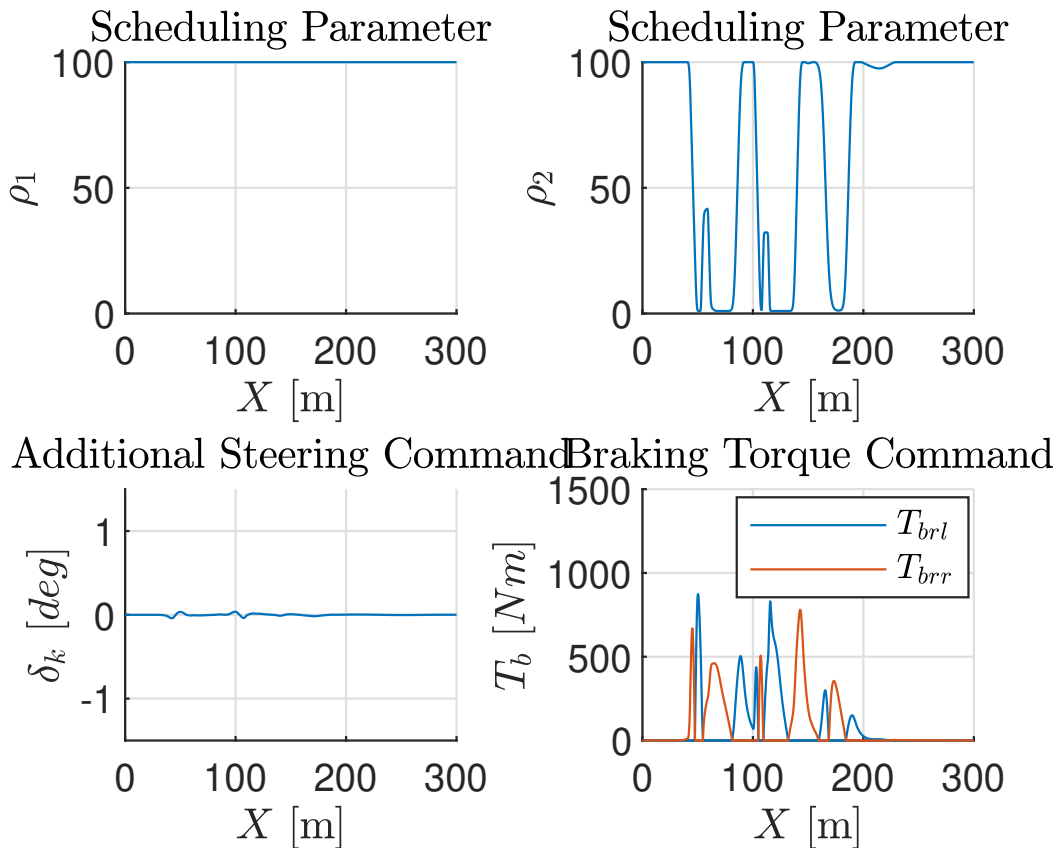 Scheduling Parameter
100
50
0
ρ1
0 100 200 300
X [m]
Scheduling Parameter
100
50
0
ρ2
0 100 200 300
X [m]
Additional Steering Command
1
0
-1
δk [deg]
0 100 200 300
X [m]
Braking Torque Command
1500
1000
500
0
Tb [Nm]
Tbrl
Tbrr
0 100 200 300
X [m]